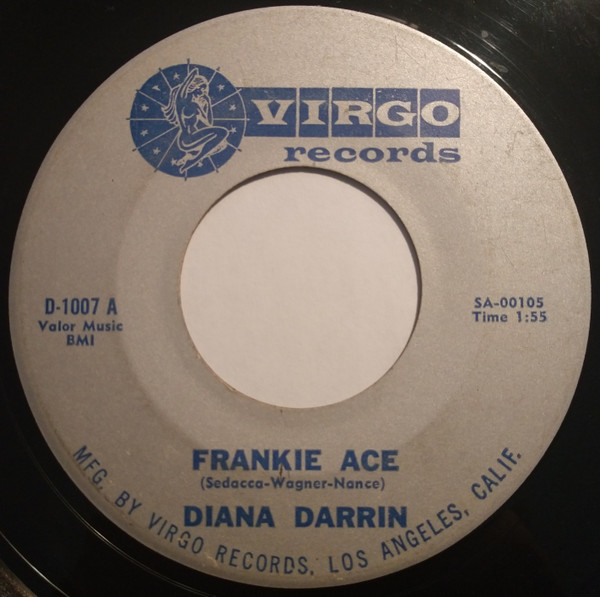 VIRGO
records
D-1007 A
Valor Music
BMI
SA-00105
Time 1:55
FRANKIE ACE
(Sedacca-Wagner-Nance)
DIANA DARRIN
MFG. BY VIRGO RECORDS, LOS ANGELES, CALIF.